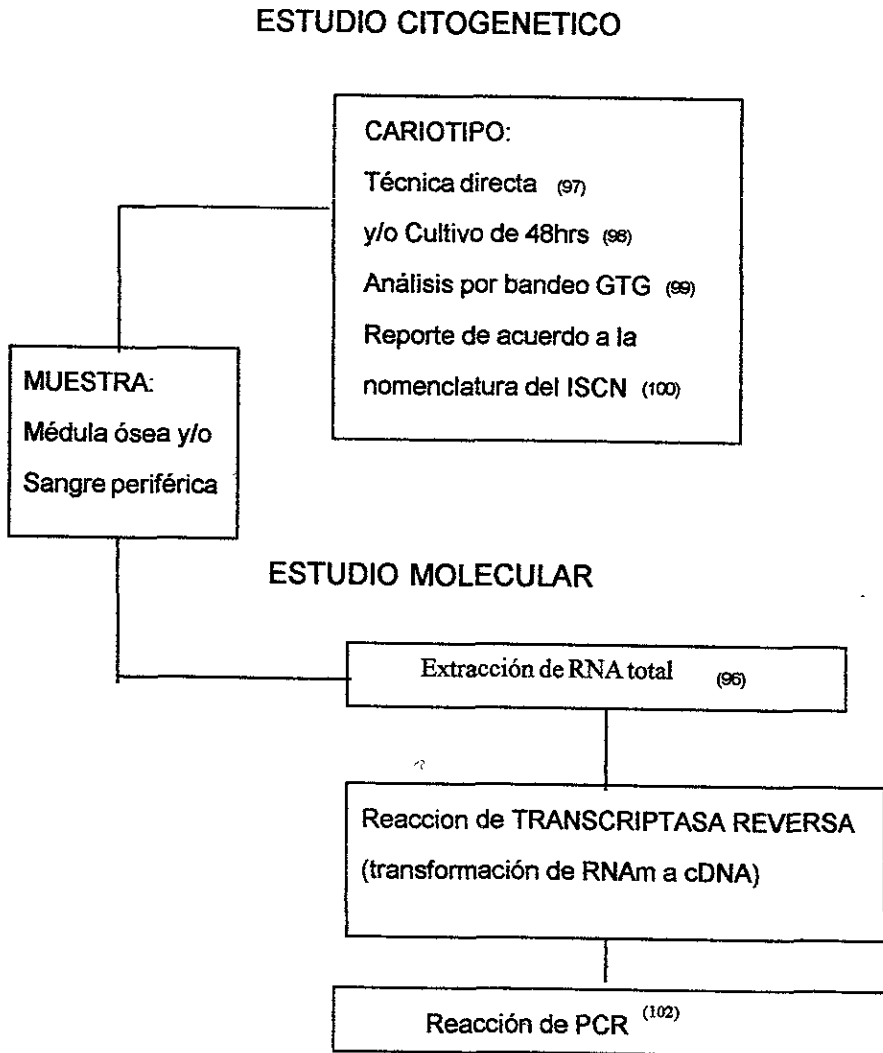 ESTUDIO CITOGENETICO
CARIOTIPO:
Técnica directa (97)
y/o Cultivo de 48hrs (98)
Análisis por bandeo GTG (99)
Reporte de acuerdo a la
nomenclatura del ISCN (100)
MUESTRA:
Médula ósea y/o
Sangre periférica
ESTUDIO MOLECULAR
Extracción de RNA total (96)
Reaccion de TRANSCRIPTASA REVERSA
(transformación de RNAm a cDNA)
Reacción de PCR (102)